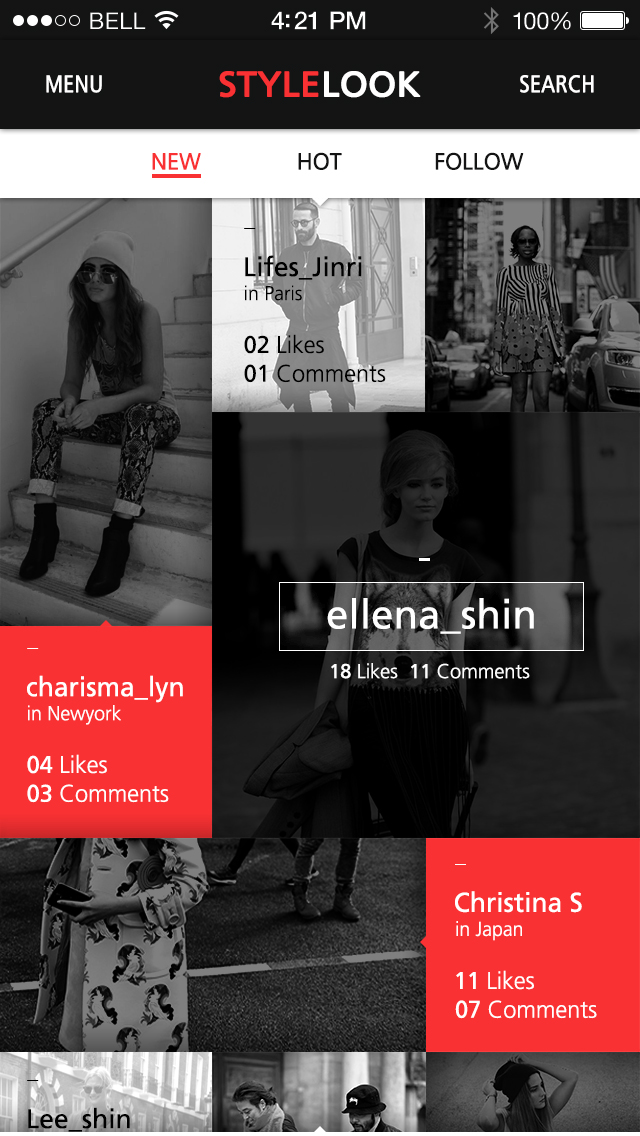 BELL 4:21 PM 100%
MENU STYLELOOK SEARCH
NEW HOT FOLLOW
Lifes_Jinri
in Paris
02 Likes
01 Comments
ellena_shin
18 Likes 11 Comments
charisma_lyn
in Newyork
04 Likes
03 Comments
Christina S
in Japan
11 Likes
07 Comments
Lee_shin